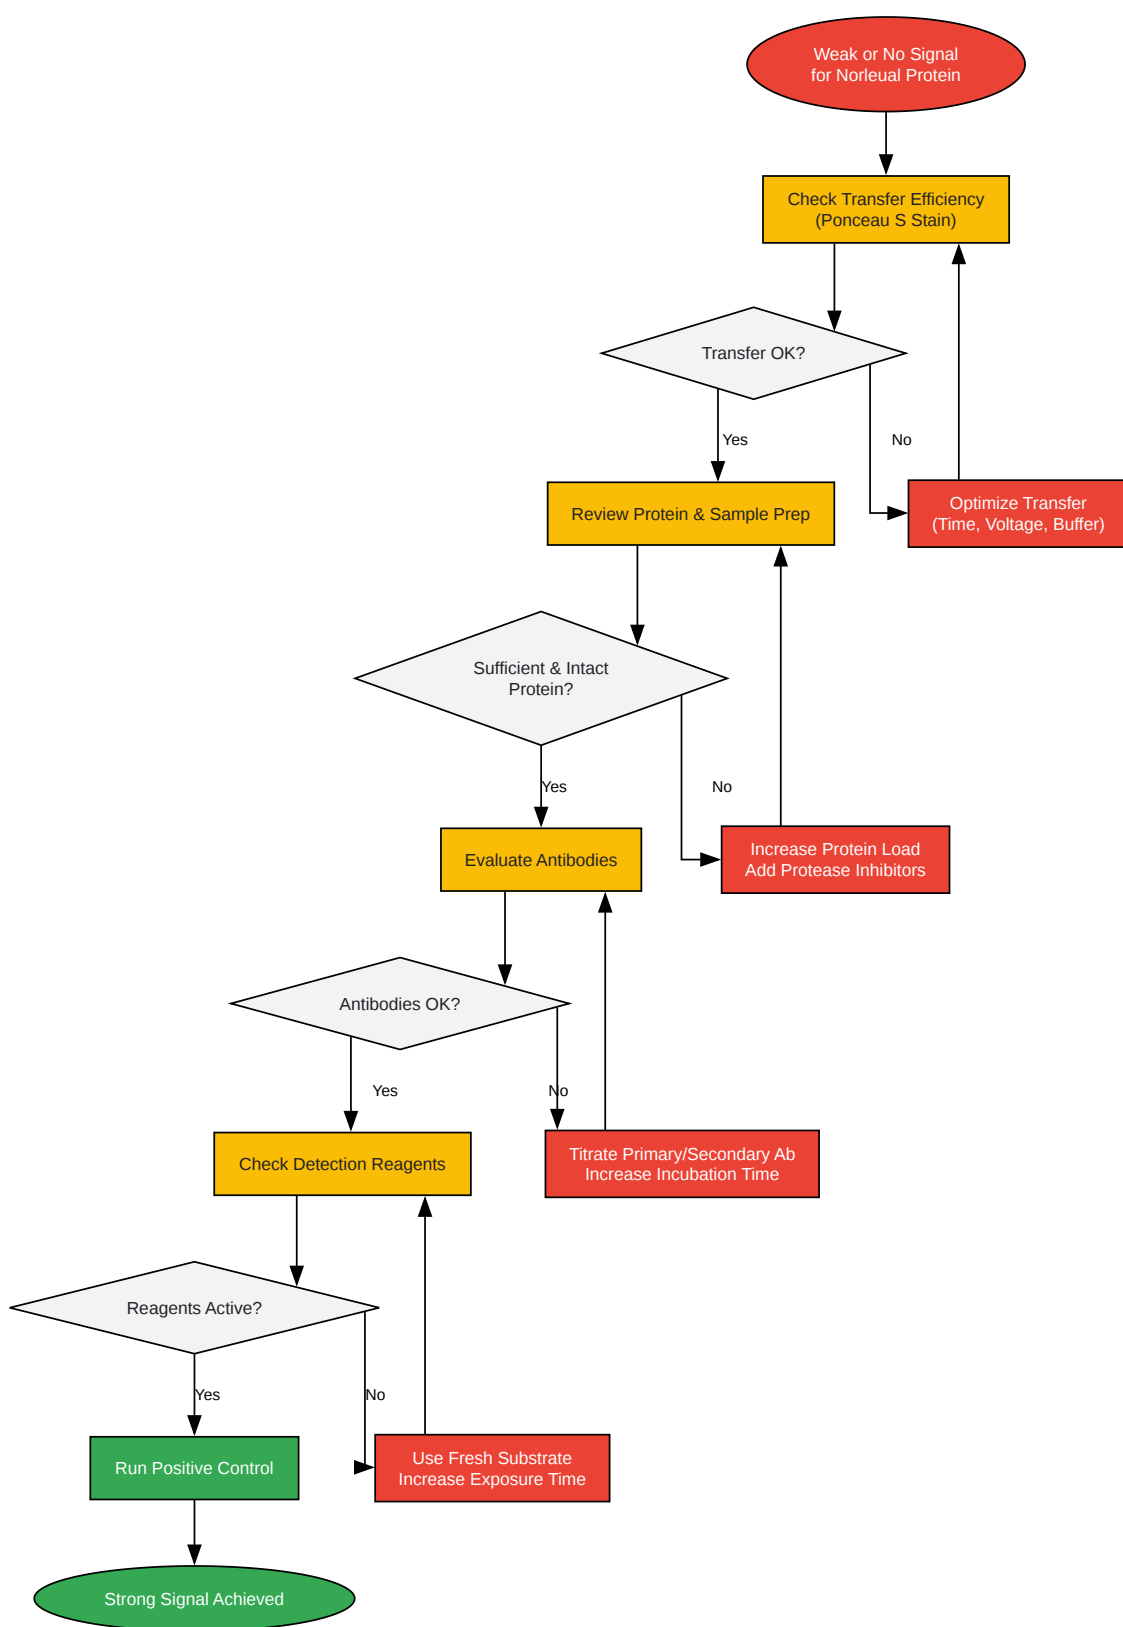 Weak or No Signal
for Norleual Protein
Check Transfer Efficiency
(Ponceau S Stain)
Transfer OK?
Yes
No
Review Protein & Sample Prep
Optimize Transfer
(Time, Voltage, Buffer)
Sufficient & Intact
Protein?
Yes
No
Evaluate Antibodies
Increase Protein Load
Add Protease Inhibitors
Antibodies OK?
Yes
No
Check Detection Reagents
Titrate Primary/Secondary Ab
Increase Incubation Time
Reagents Active?
Yes
No
Run Positive Control
Use Fresh Substrate
Increase Exposure Time
Strong Signal Achieved